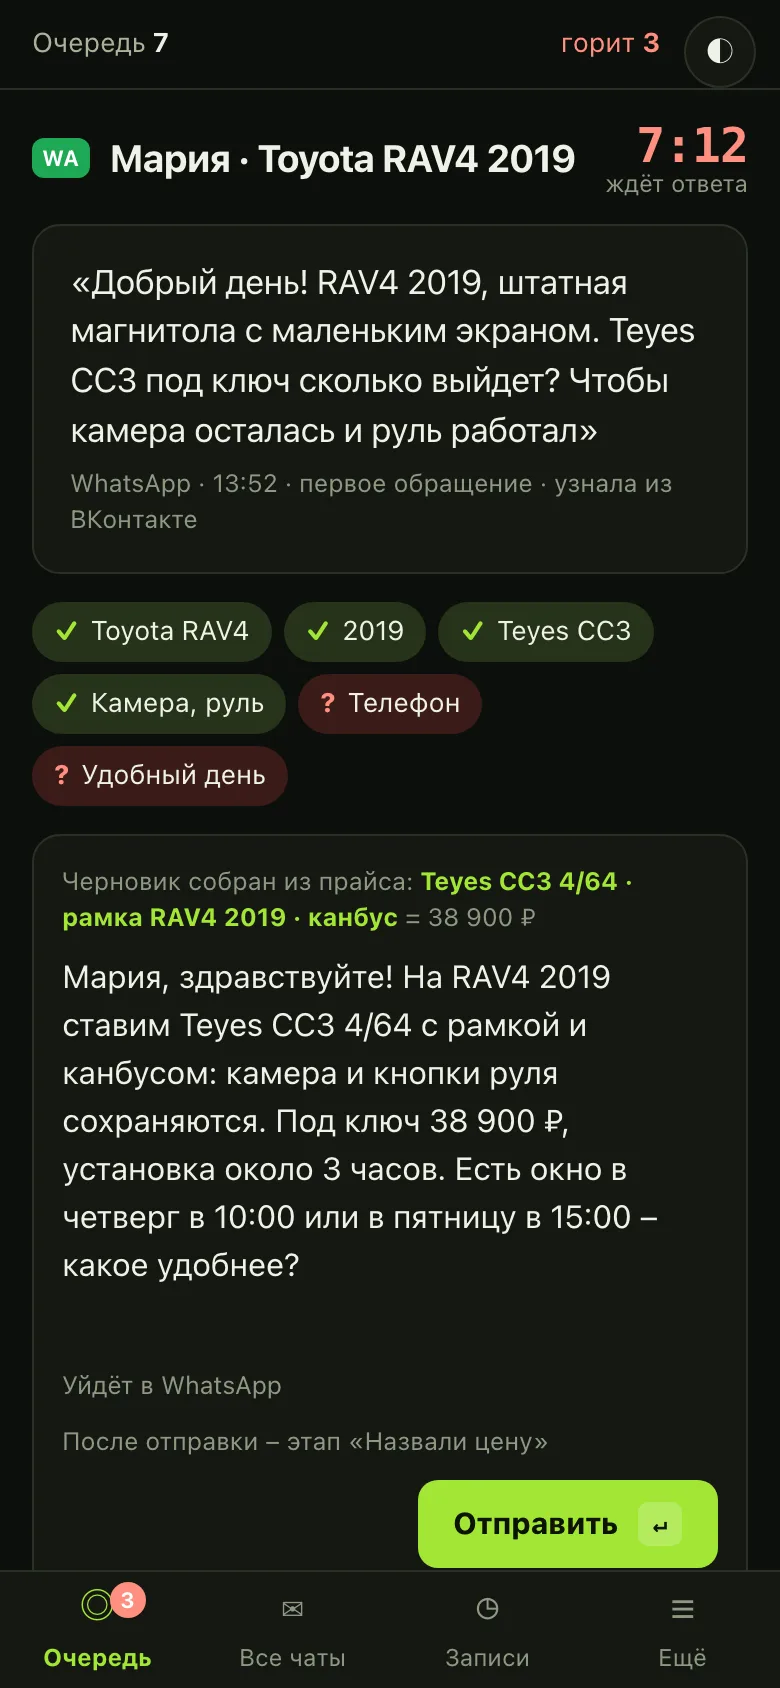 Очередь 7
горит 3
WA
Мария · Toyota RAV4 2019
7:12
ждёт ответа
«Добрый день! RAV4 2019, штатная
магнитола с маленьким экраном. Teyes
CC3 под ключ сколько выйдет? Чтобы
камера осталась и руль работал»
WhatsApp · 13:52 · первое обращение · узнала из
ВКонтакте
✓ Toyota RAV4
✓ 2019
✓ Teyes CC3
✓ Камера, руль
? Телефон
? Удобный день
Черновик собран из прайса: Teyes CC3 4/64 ·
рамка RAV4 2019 · канбус = 38 900 ₽
Мария, здравствуйте! На RAV4 2019
ставим Teyes CC3 4/64 с рамкой и
канбусом: камера и кнопки руля
сохраняются. Под ключ 38 900 ₽,
установка около 3 часов. Есть окно в
четверг в 10:00 или в пятницу в 15:00 –
какое удобнее?
Уйдёт в WhatsApp
После отправки – этап «Назвали цену»
Отправить ↵
3
Очередь
Все чаты
Записи
Ещё